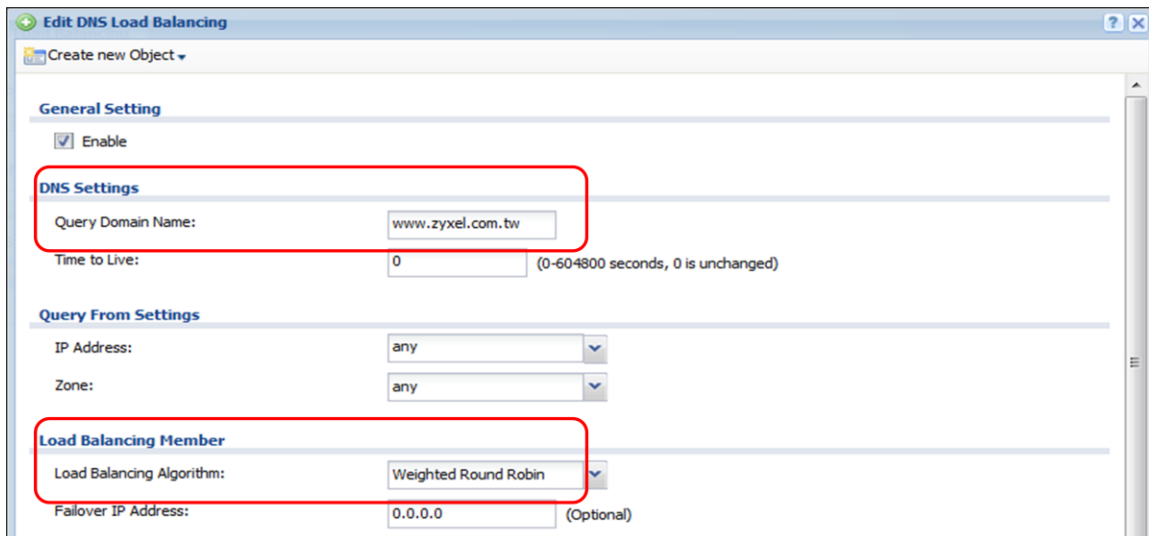 Edit DNS Load Balancing
Create new Object
General Setting
Enable
DNS Settings
Query Domain Name: www.zyxel.com.tw
Time to Live: 0 (0-604800 seconds, 0 is unchanged)
Query From Settings
IP Address: any
Zone: any
Load Balancing Member
Load Balancing Algorithm: Weighted Round Robin
Failover IP Address: 0.0.0.0 (Optional)